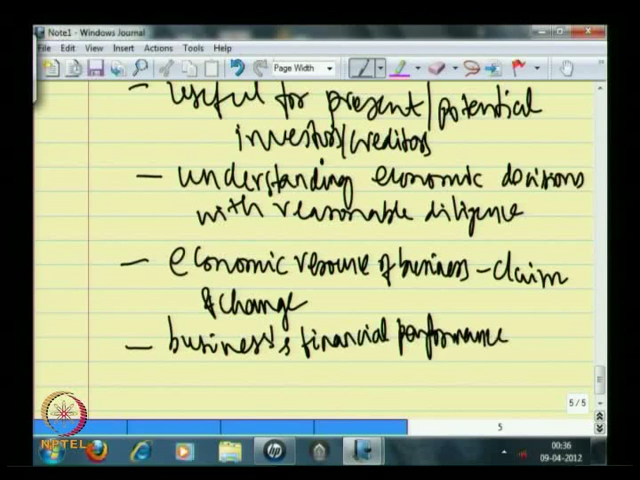 Note1 - Windows Journal
File Edit View Insert Actions Tools Help
Page Width
- useful for present/potential
investors/creditors
- understanding economic decisions
with reasonable diligence
- economic resource of business - claim
& change
- business's financial performance
5 / 5
5
NPTEL
hp
00:36
09-04-2012